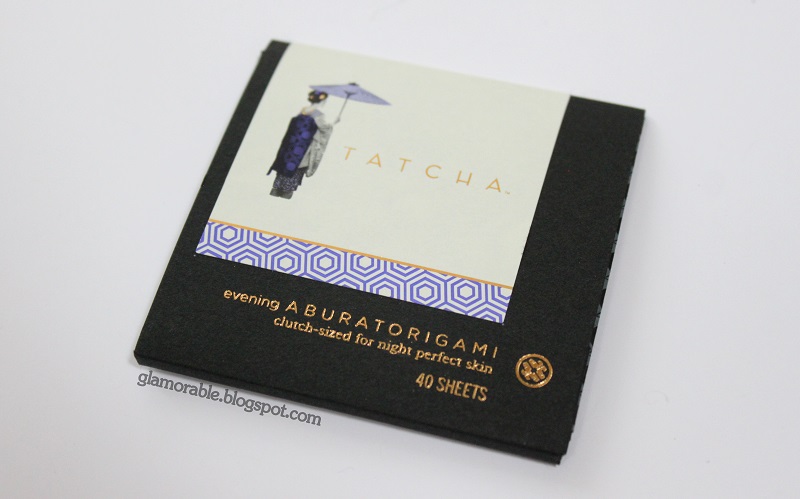 TATCHA
evening ABURATORIGAMI
clutch-sized for night perfect skin
40 SHEETS
glamorable.blogspot.com